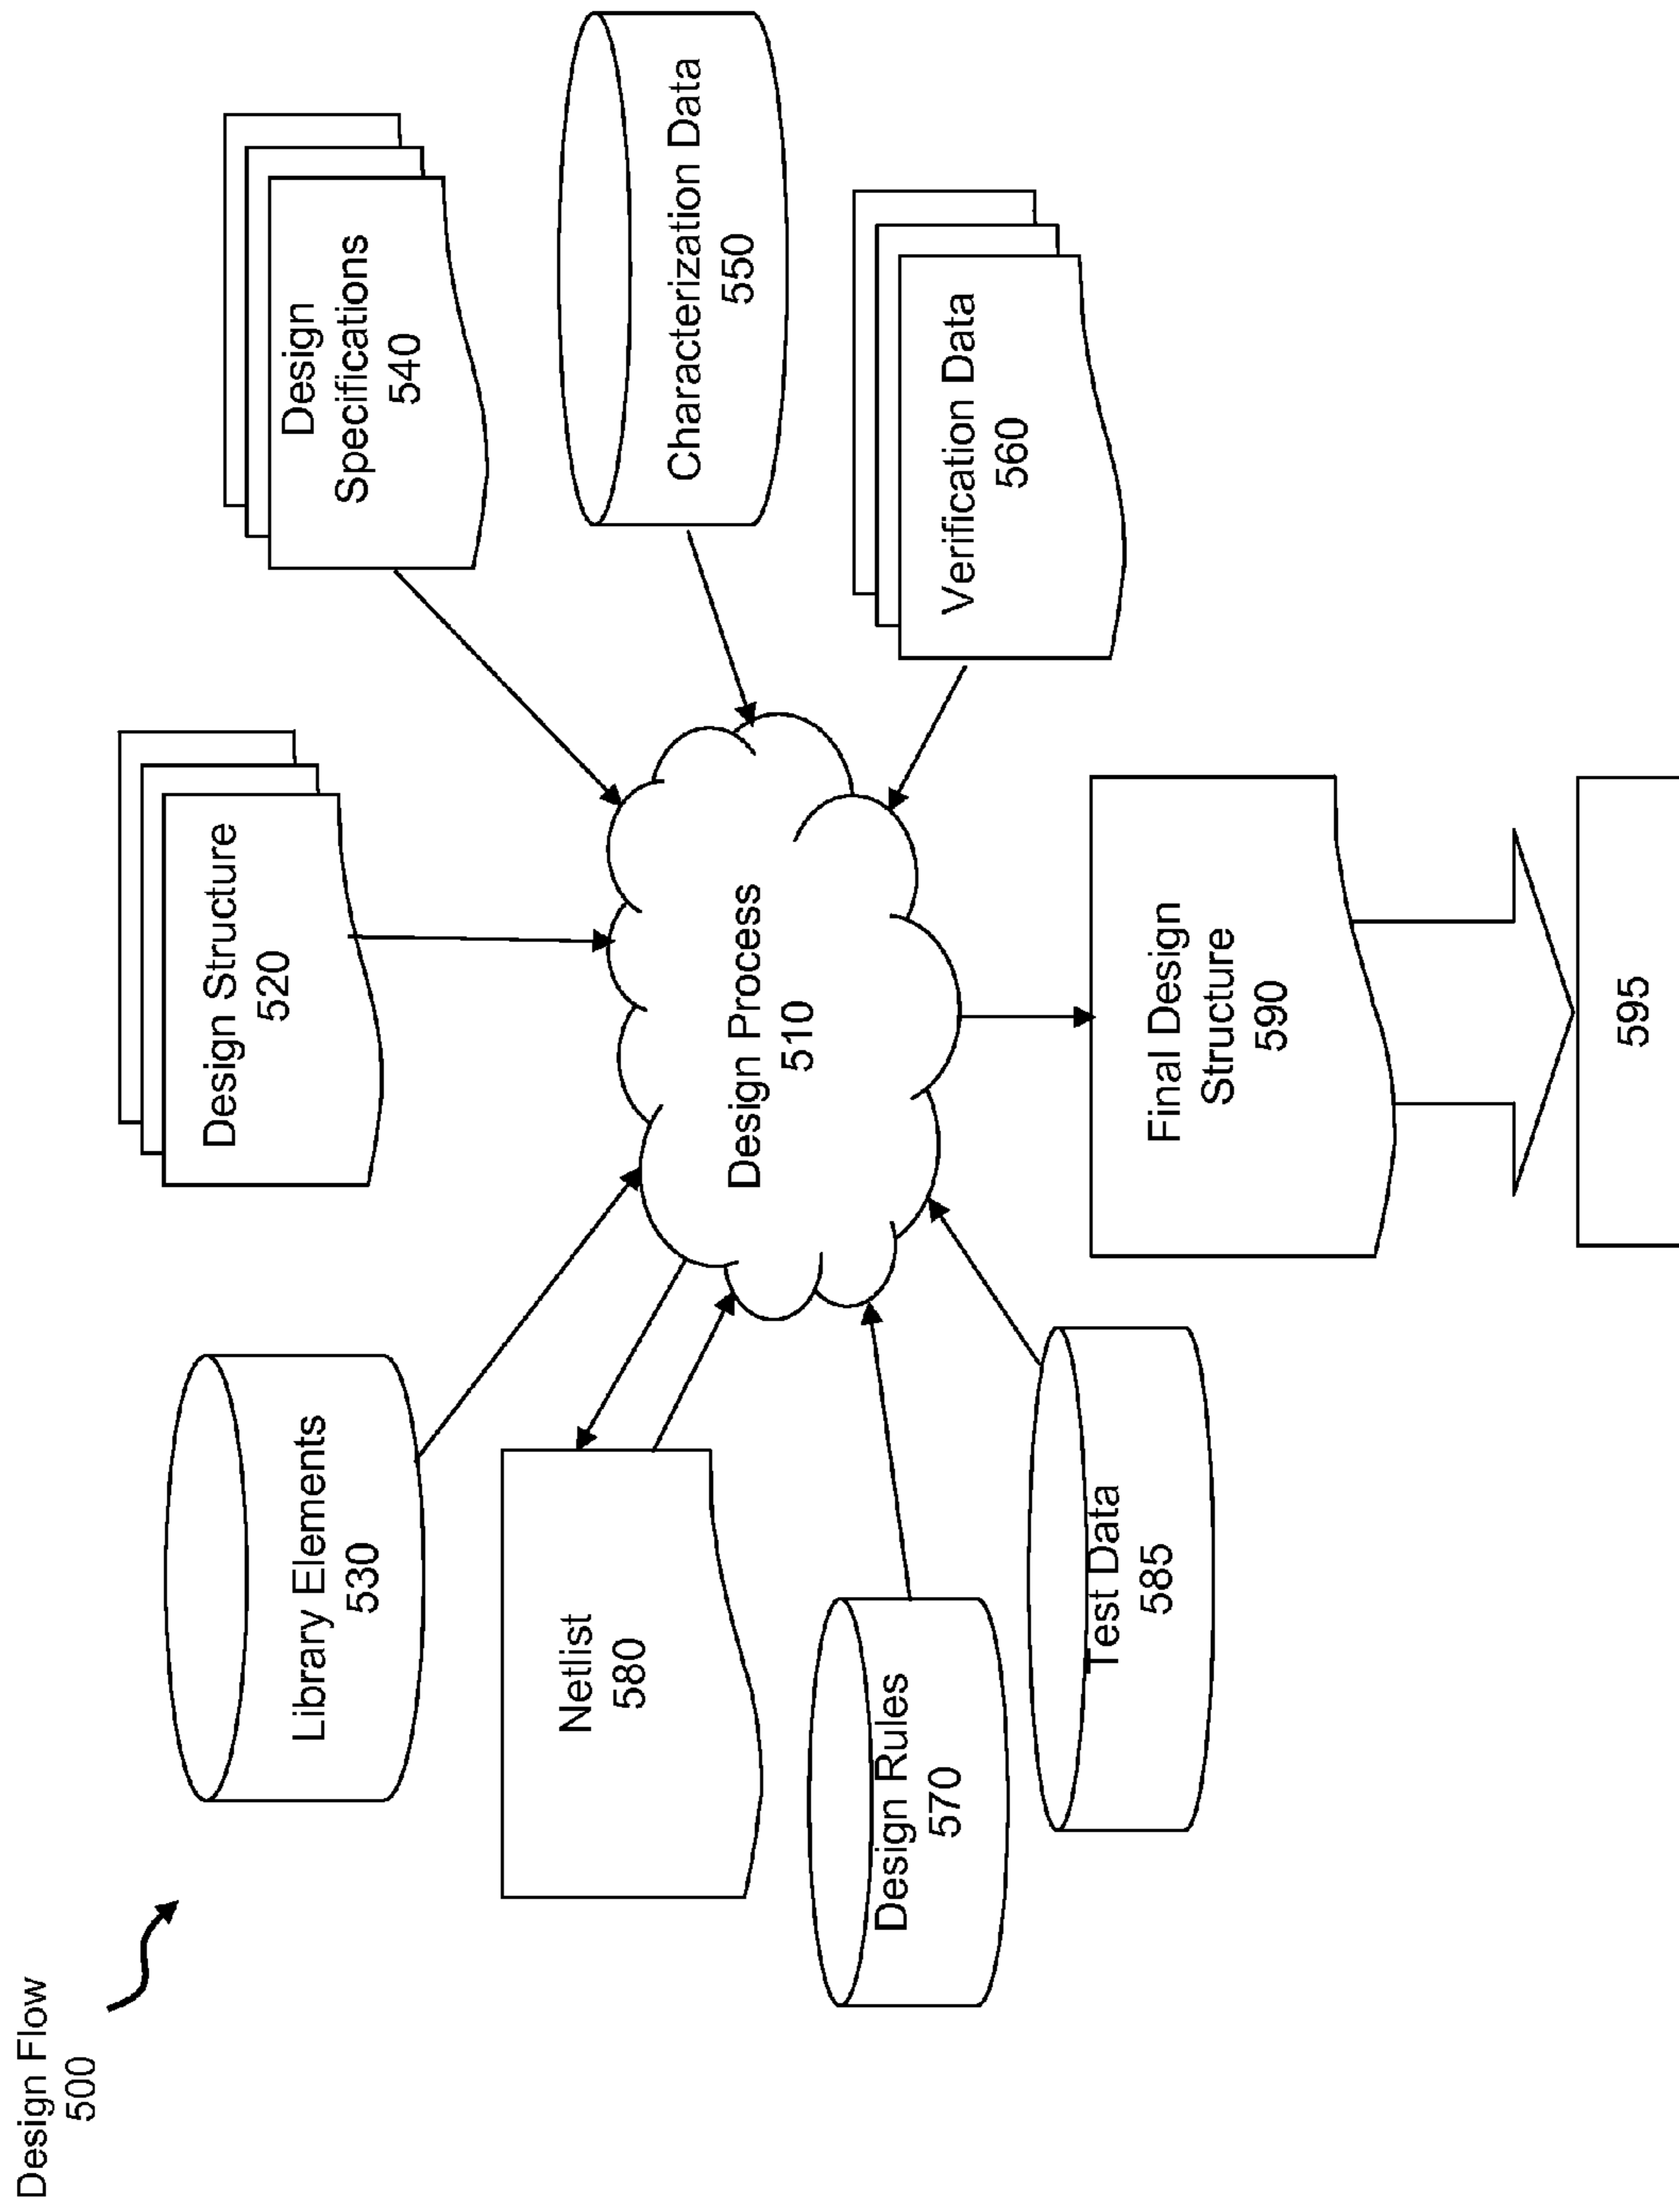 Design Flow
500
Library Elements
530
Design Structure
520
Design
Specifications
540
Netlist
580
Design Process
510
Characterization Data
550
Design Rules
570
Verification Data
560
Test Data
585
Final Design
Structure
590
595